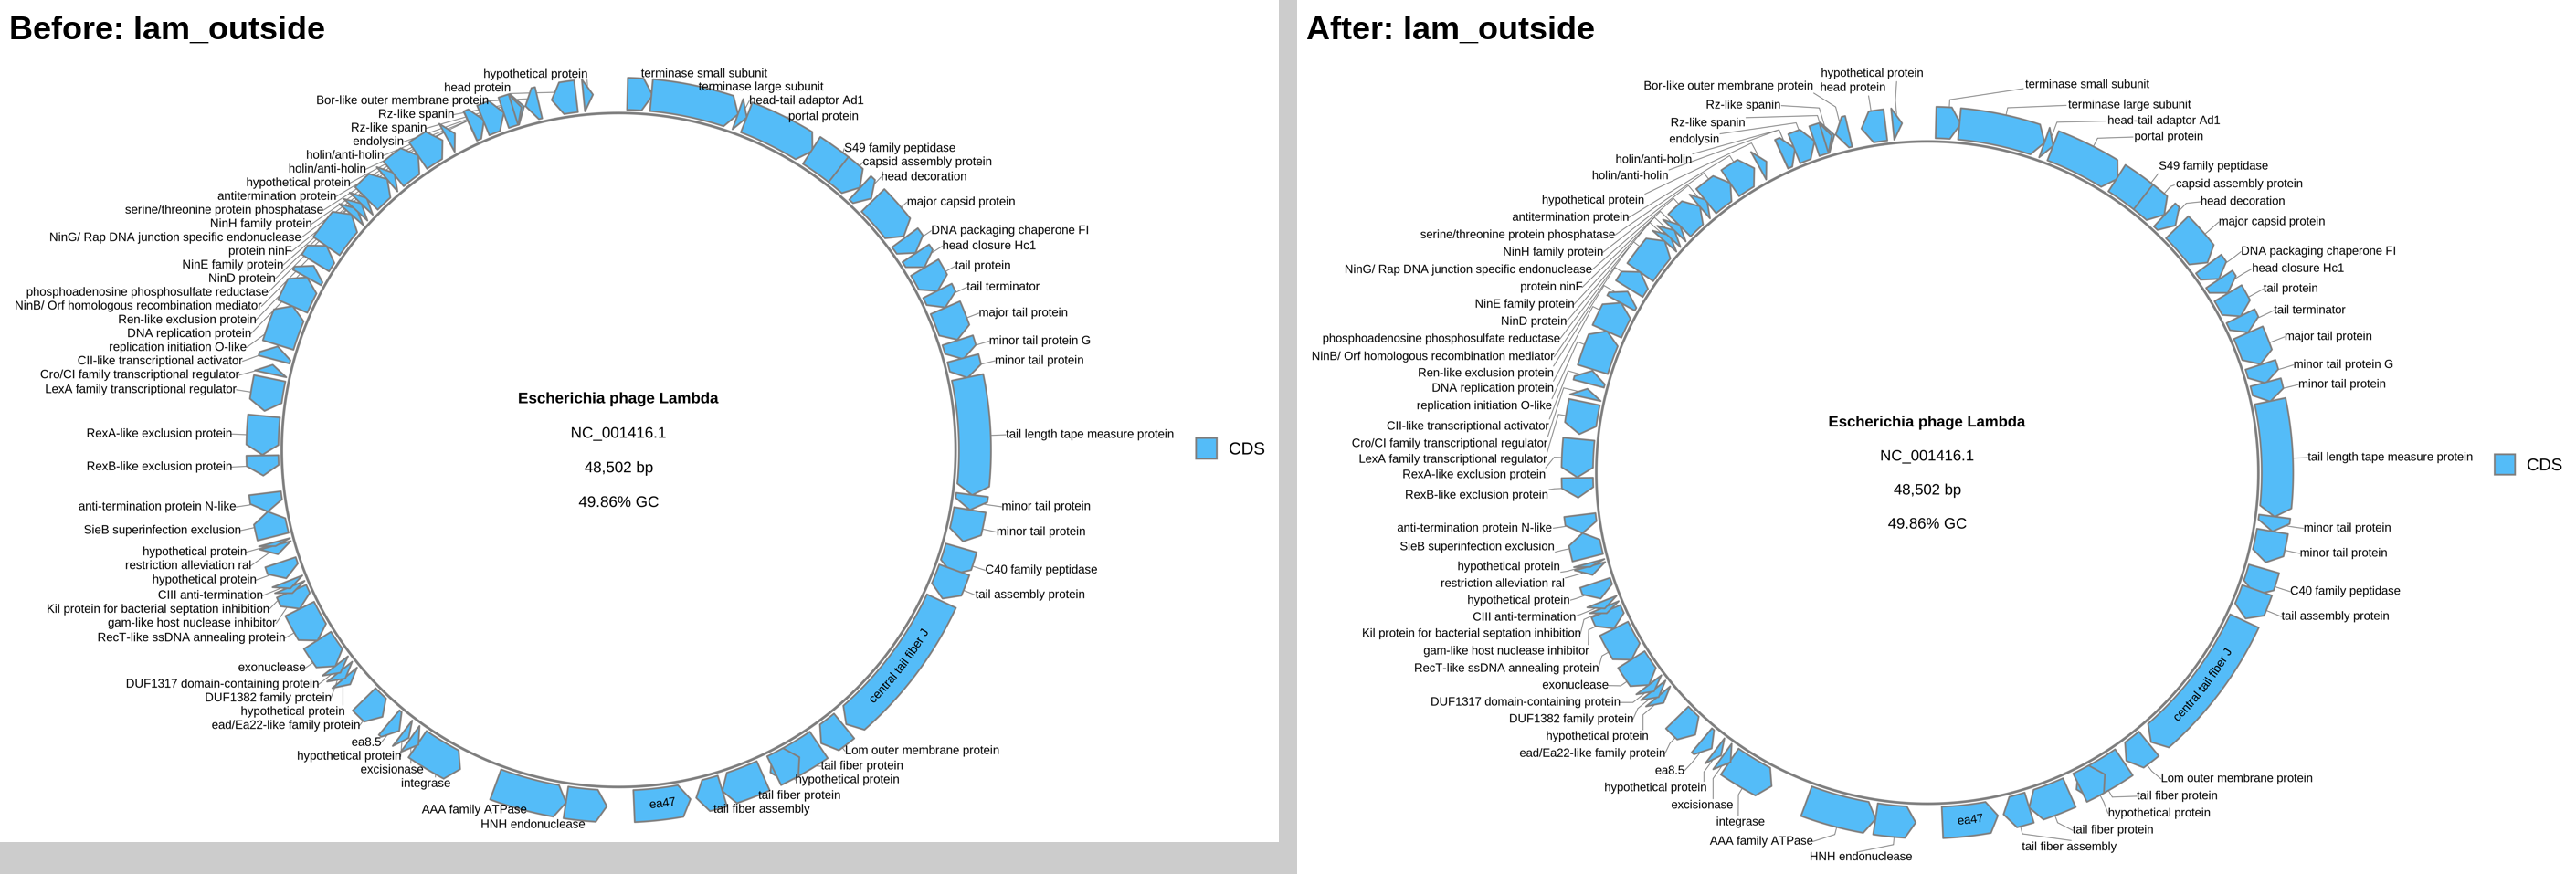 Before: lam_outside
hypothetical protein
head protein
Bor-like outer membrane protein
Rz-like spanin
Rz-like spanin
endolysin
holin/anti-holin
holin/anti-holin
hypothetical protein
antitermination protein
serine/threonine protein phosphatase
NinH family protein
NinG/ Rap DNA junction specific endonuclease
protein ninF
NinE family protein
NinD protein
phosphoadenosine phosphosulfate reductase
NinB/ Orf homologous recombination mediator
Ren-like exclusion protein
DNA replication protein
replication initiation O-like
CII-like transcriptional activator
Cro/CI family transcriptional regulator
LexA family transcriptional regulator
RexA-like exclusion protein
RexB-like exclusion protein
anti-termination protein N-like
SieB superinfection exclusion
hypothetical protein
restriction alleviation ral
hypothetical protein
CIII anti-termination
Kil protein for bacterial septation inhibition
gam-like host nuclease inhibitor
RecT-like ssDNA annealing protein
exonuclease
DUF1317 domain-containing protein
DUF1382 family protein
hypothetical protein
ead/Ea22-like family protein
ea8.5
hypothetical protein
excisionase
integrase
AAA family ATPase
HNH endonuclease
terminase small subunit
terminase large subunit
head-tail adaptor Ad1
portal protein
S49 family peptidase
capsid assembly protein
head decoration
major capsid protein
DNA packaging chaperone FI
head closure Hc1
tail protein
tail terminator
major tail protein
minor tail protein G
minor tail protein
tail length tape measure protein
minor tail protein
minor tail protein
C40 family peptidase
tail assembly protein
central tail fiber J
Lom outer membrane protein
tail fiber protein
hypothetical protein
tail fiber protein
tail fiber assembly
ea47
Escherichia phage Lambda
NC_001416.1
48,502 bp
49.86% GC
CDS
After: lam_outside
hypothetical protein
head protein
Bor-like outer membrane protein
Rz-like spanin
Rz-like spanin
endolysin
holin/anti-holin
holin/anti-holin
hypothetical protein
antitermination protein
serine/threonine protein phosphatase
NinH family protein
NinG/ Rap DNA junction specific endonuclease
protein ninF
NinE family protein
NinD protein
phosphoadenosine phosphosulfate reductase
NinB/ Orf homologous recombination mediator
Ren-like exclusion protein
DNA replication protein
replication initiation O-like
CII-like transcriptional activator
Cro/CI family transcriptional regulator
LexA family transcriptional regulator
RexA-like exclusion protein
RexB-like exclusion protein
anti-termination protein N-like
SieB superinfection exclusion
hypothetical protein
restriction alleviation ral
hypothetical protein
CIII anti-termination
Kil protein for bacterial septation inhibition
gam-like host nuclease inhibitor
RecT-like ssDNA annealing protein
exonuclease
DUF1317 domain-containing protein
DUF1382 family protein
hypothetical protein
ead/Ea22-like family protein
ea8.5
hypothetical protein
excisionase
integrase
AAA family ATPase
HNH endonuclease
terminase small subunit
terminase large subunit
head-tail adaptor Ad1
portal protein
S49 family peptidase
capsid assembly protein
head decoration
major capsid protein
DNA packaging chaperone FI
head closure Hc1
tail protein
tail terminator
major tail protein
minor tail protein G
minor tail protein
tail length tape measure protein
minor tail protein
minor tail protein
C40 family peptidase
tail assembly protein
central tail fiber J
Lom outer membrane protein
tail fiber protein
hypothetical protein
tail fiber protein
tail fiber assembly
ea47
Escherichia phage Lambda
NC_001416.1
48,502 bp
49.86% GC
CDS